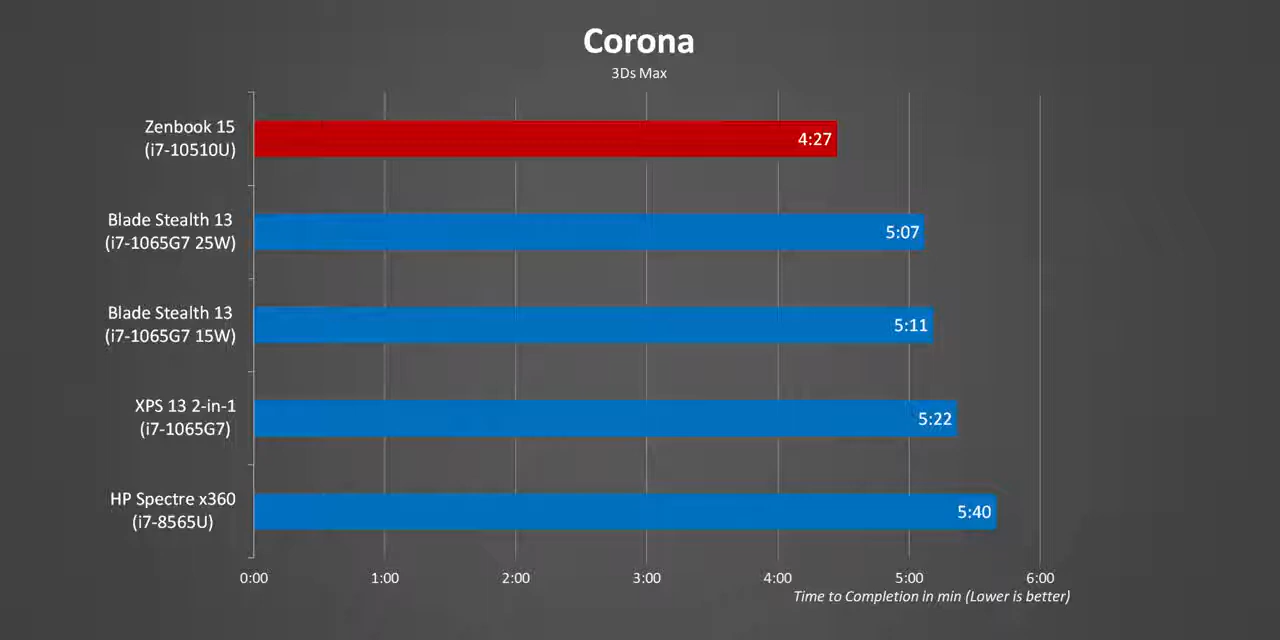 Corona
3Ds Max
Zenbook 15
(i7-10510U)
4:27
Blade Stealth 13
(i7-1065G7 25W)
5:07
Blade Stealth 13
(i7-1065G7 15W)
5:11
XPS 13 2-in-1
(i7-1065G7)
5:22
HP Spectre x360
(i7-8565U)
5:40
0:00 1:00 2:00 3:00 4:00 5:00 6:00
Time to Completion in min (Lower is better)